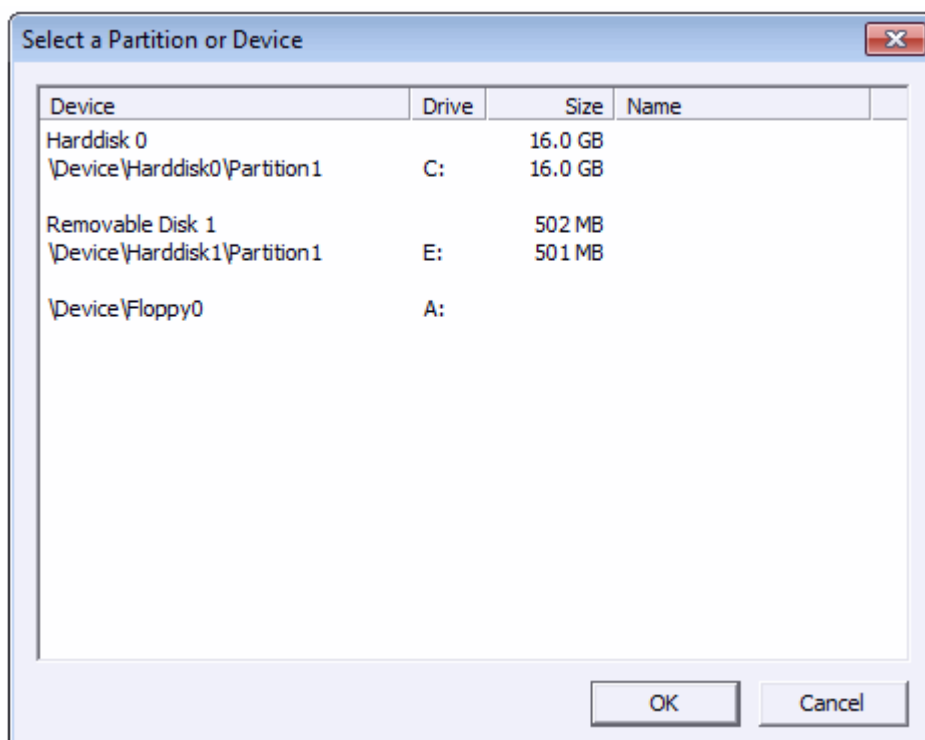 Select a Partition or Device
Device Drive Size Name
Harddisk 0 16.0 GB
\Device\Harddisk0\Partition1 C: 16.0 GB
Removable Disk 1 502 MB
\Device\Harddisk1\Partition1 E: 501 MB
\Device\Floppy0 A:
OK Cancel